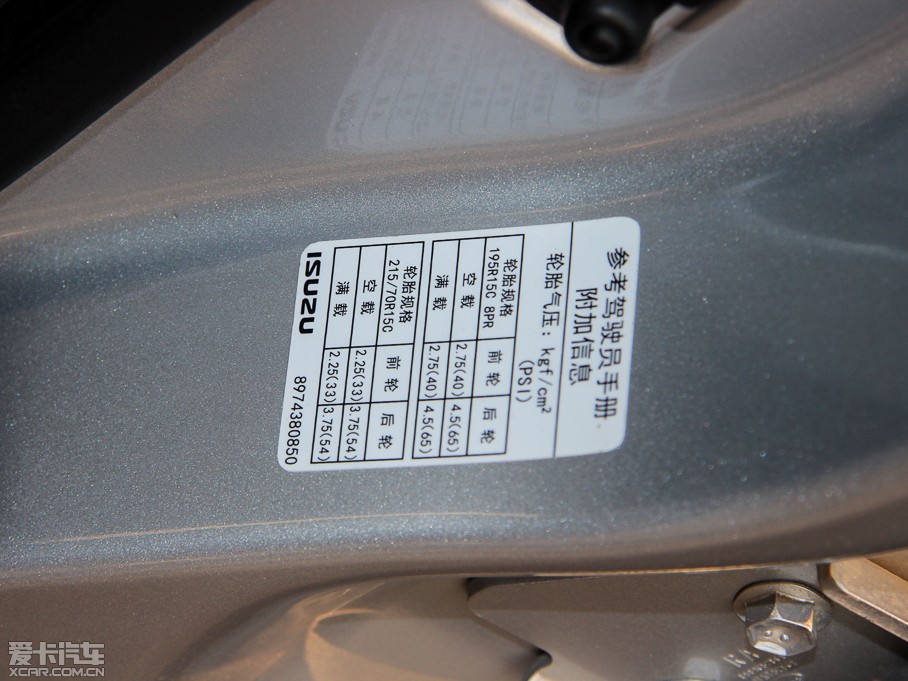 参考驾驶员手册
附加信息
轮胎气压: kgf/cm²
(PSI)
轮胎规格 195R15C 8PR 前轮 后轮
空载 2.75(40) 4.5(65)
满载 2.75(40) 4.5(65)
轮胎规格 215/70R15C 前轮 后轮
空载 2.25(33) 3.75(54)
满载 2.25(33) 3.75(54)
ISUZU 8974380850
爱卡汽车
XCAR.COM.CN